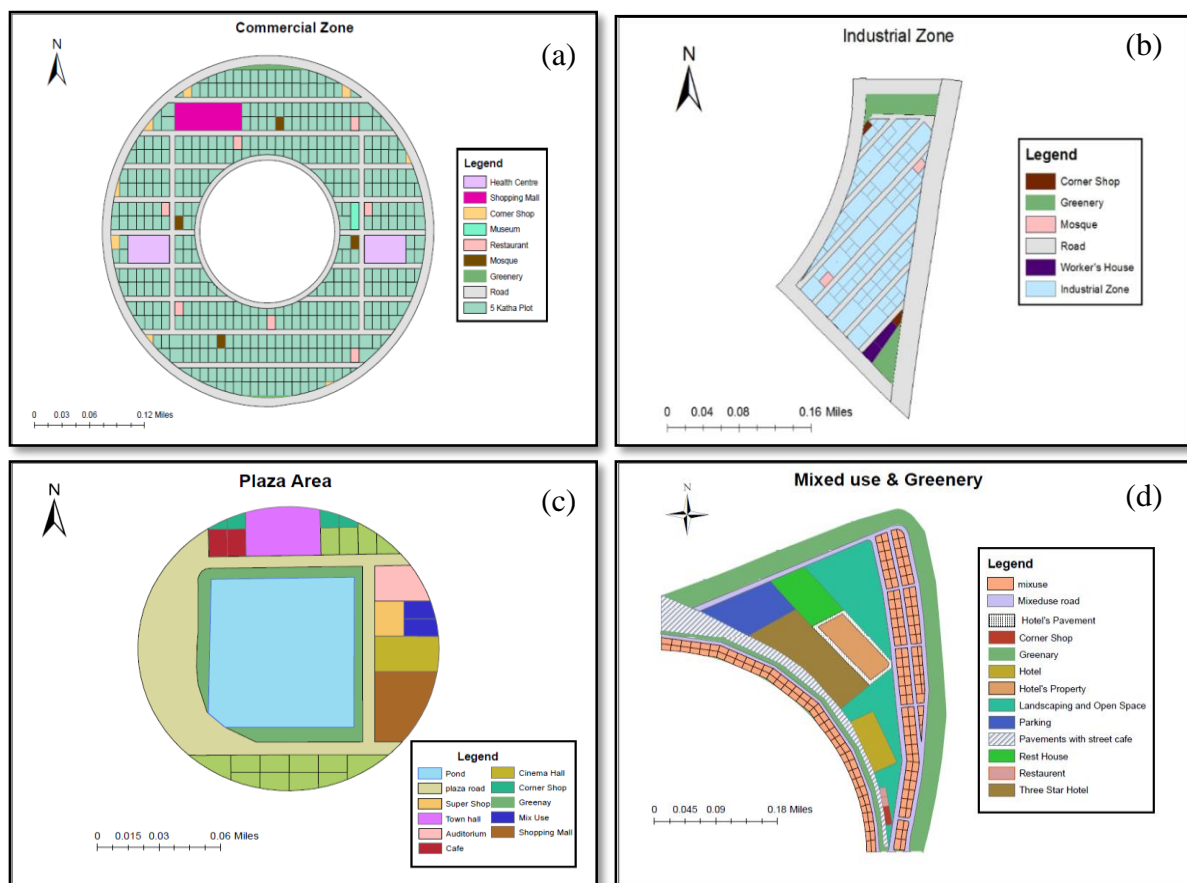 Commercial Zone
N
(a)
Legend
Health Centre
Shopping Mall
Corner Shop
Museum
Restaurant
Mosque
Greenery
Road
5 Katha Plot
0 0.03 0.06 0.12 Miles
Industrial Zone
N
(b)
Legend
Corner Shop
Greenery
Mosque
Road
Worker's House
Industrial Zone
0 0.04 0.08 0.16 Miles
Plaza Area
N
(c)
Legend
Pond
plaza road
Super Shop
Town hall
Auditorium
Cafe
Cinema Hall
Corner Shop
Greenay
Mix Use
Shopping Mall
0 0.015 0.03 0.06 Miles
Mixed use & Greenery
N
(d)
Legend
mixuse
Mixeduse road
Hotel's Pavement
Corner Shop
Greenary
Hotel
Hotel's Property
Landscaping and Open Space
Parking
Pavements with street cafe
Rest House
Restaurent
Three Star Hotel
0 0.045 0.09 0.18 Miles